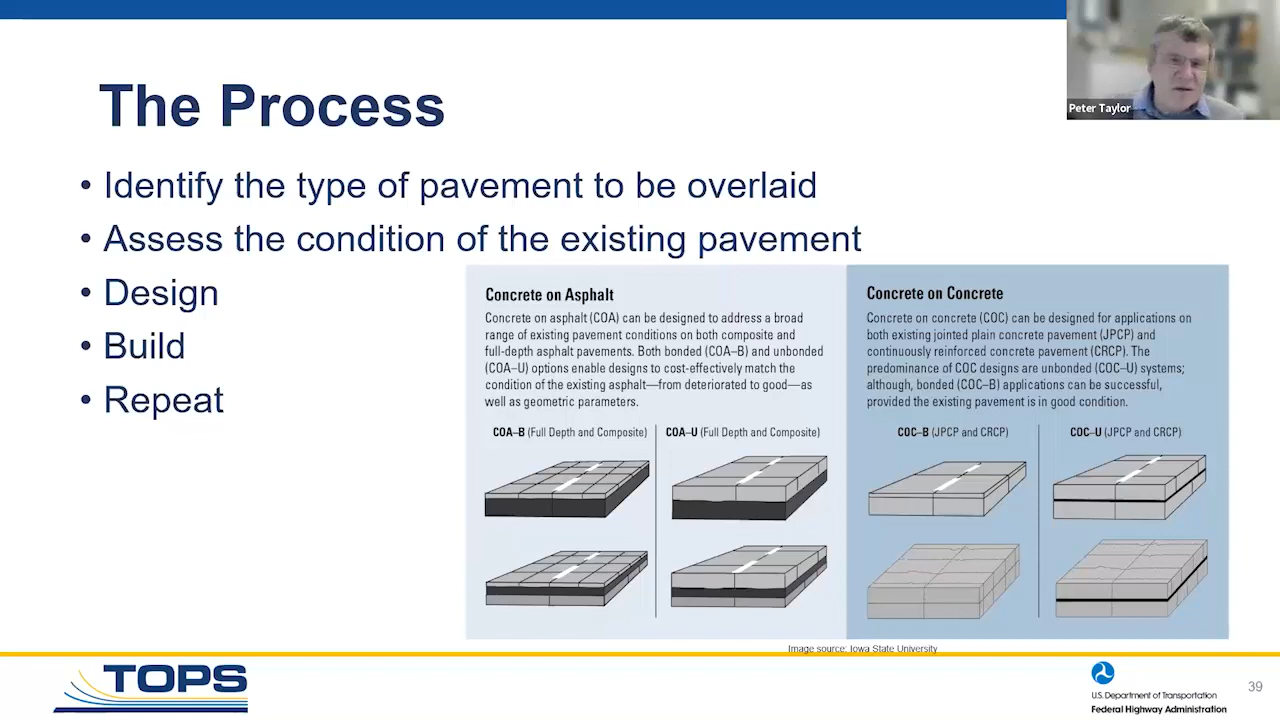 Peter Taylor
The Process
• Identify the type of pavement to be overlaid
• Assess the condition of the existing pavement
• Design
• Build
• Repeat
Concrete on Asphalt
Concrete on asphalt (COA) can be designed to address a broad
range of existing pavement conditions on both composite and
full-depth asphalt pavements. Both bonded (COA–B) and unbonded
(COA–U) options enable designs to cost-effectively match the
condition of the existing asphalt—from deteriorated to good—as
well as geometric parameters.
COA–B (Full Depth and Composite)
COA–U (Full Depth and Composite)
Concrete on Concrete
Concrete on concrete (COC) can be designed for applications on
both existing jointed plain concrete pavement (JPCP) and
continuously reinforced concrete pavement (CRCP). The
predominance of COC designs are unbonded (COC–U) systems;
although, bonded (COC–B) applications can be successful,
provided the existing pavement is in good condition.
COC–B (JPCP and CRCP)
COC–U (JPCP and CRCP)
Image source: Iowa State University
TOPS
U.S. Department of Transportation
Federal Highway Administration
39